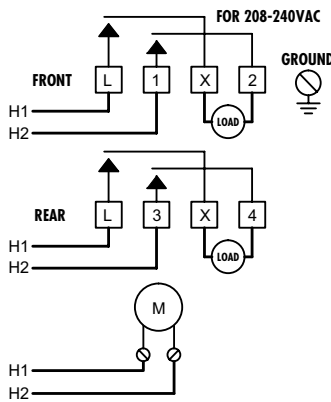 FOR 208-240VAC
GROUND
FRONT L 1 X 2
H1
LOAD
H2
REAR L 3 X 4
H1
LOAD
H2
M
H1
H2